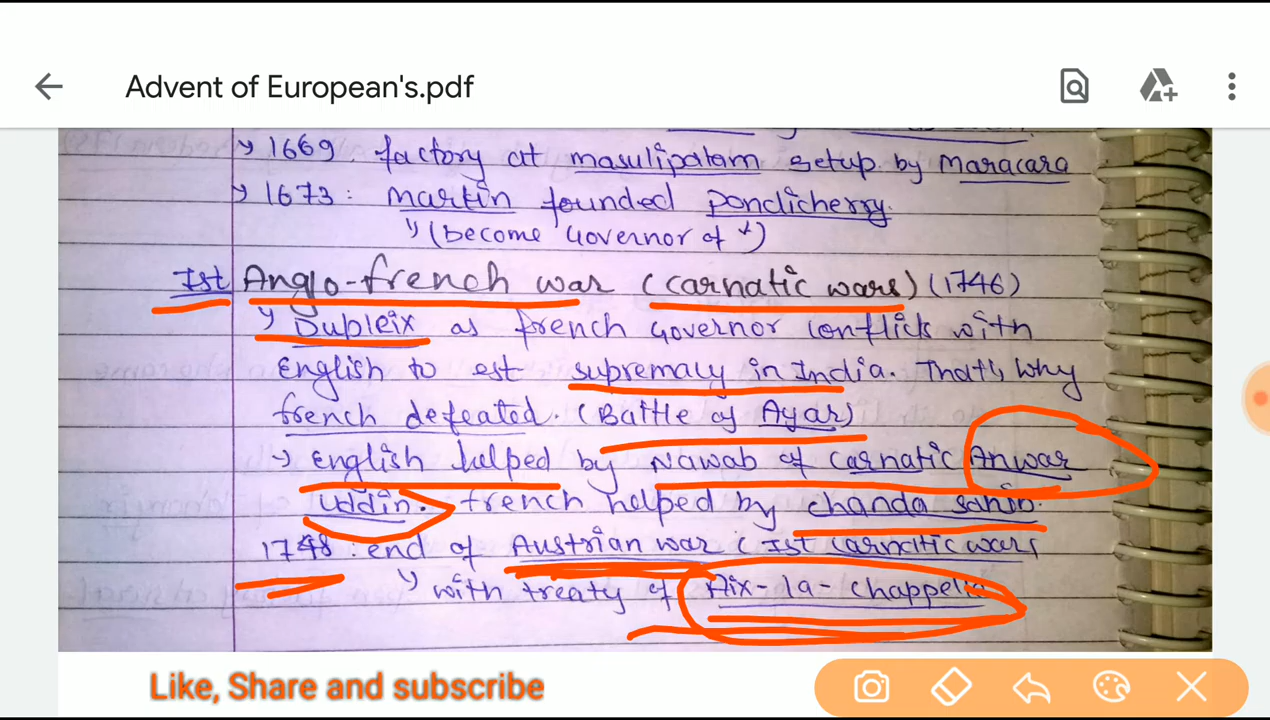 Advent of European's.pdf
1669. factory at masulipatam setup by Maracara
1673: Martin founded Pondicherry.
(become Governor of)
Ist Anglo-french war (Carnatic wars) (1746)
Dupleix as french Governor conflicts with
English to est supremacy in India. That's why
french defeated. (Battle of Ayar)
English helped by Nawab of Carnatic Anwar
Uddin. french helped by chanda sahib.
1748: end of Austrian war (Ist Carnatic wars
with treaty of Aix-la-chappel
Like, Share and subscribe